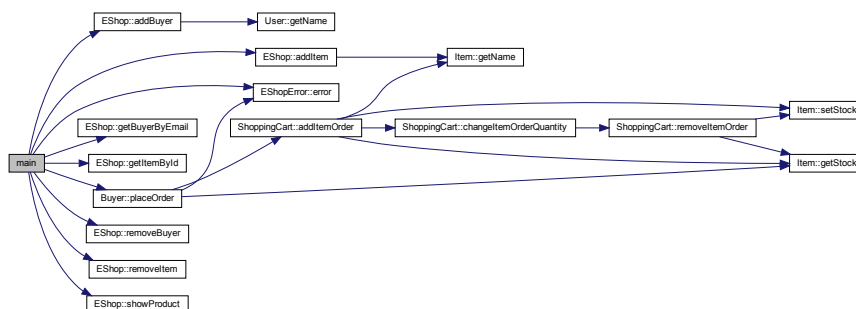 EShop::addBuyer
User::getName
EShop::addItem
Item::getName
EShopError::error
Item::setStock
EShop::getBuyerByEmail
ShoppingCart::addItemOrder
ShoppingCart::changeItemOrderQuantity
ShoppingCart::removeItemOrder
main
EShop::getItemById
Item::getStock
Buyer::placeOrder
EShop::removeBuyer
EShop::removeItem
EShop::showProduct